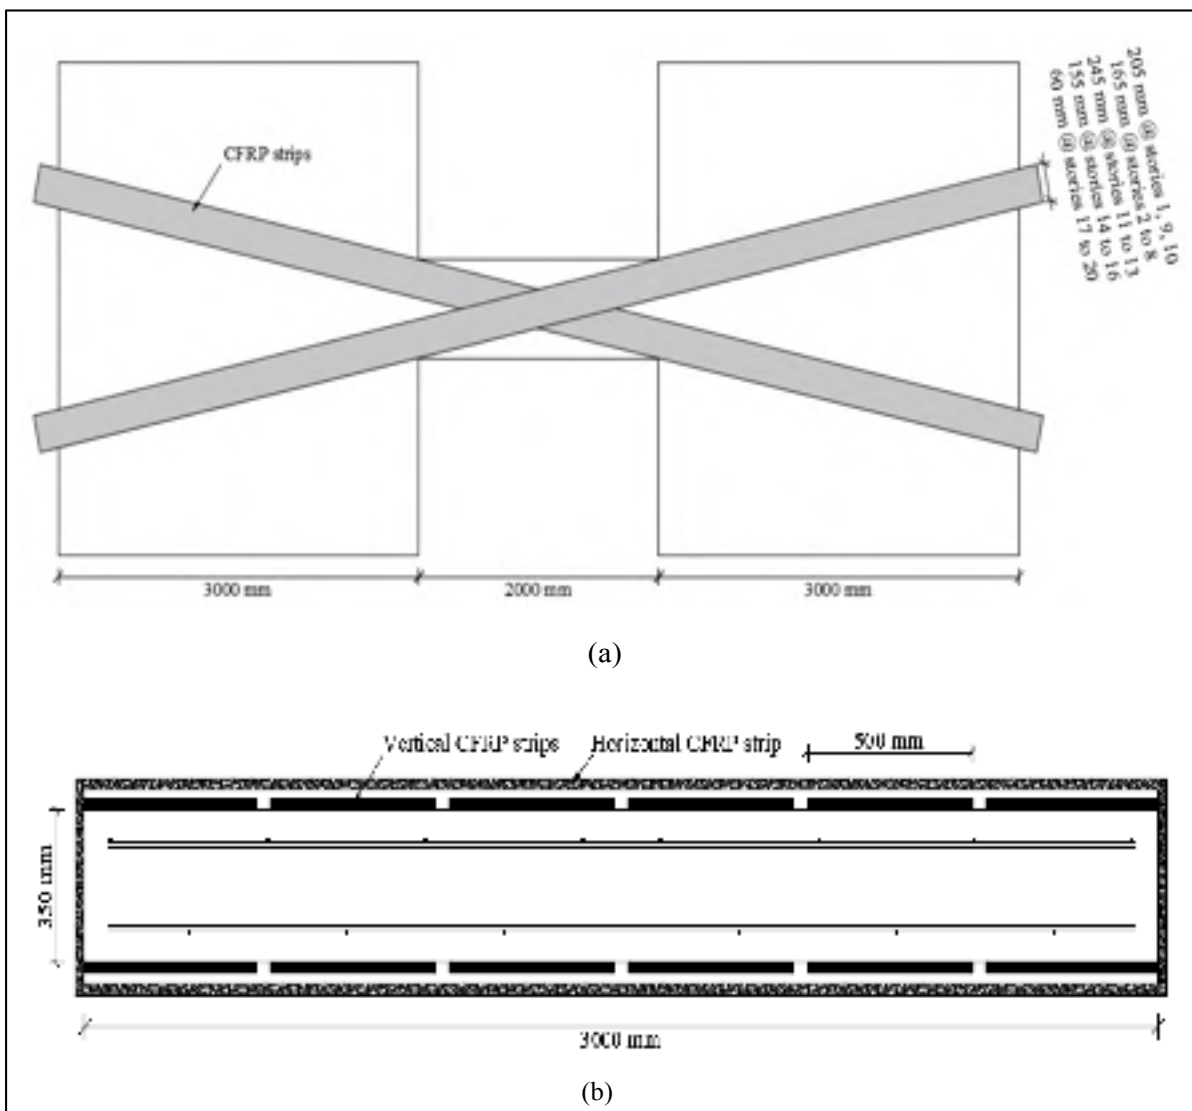 205 mm @ stories 1, 9, 10
165 mm @ stories 2 to 8
245 mm @ stories 11 to 13
155 mm @ stories 14 to 16
60 mm @ stories 17 to 20
CFRP strips
3000 mm
2000 mm
3000 mm
(a)
Vertical CFRP strips
Horizontal CFRP strip
500 mm
350 mm
3000 mm
(b)